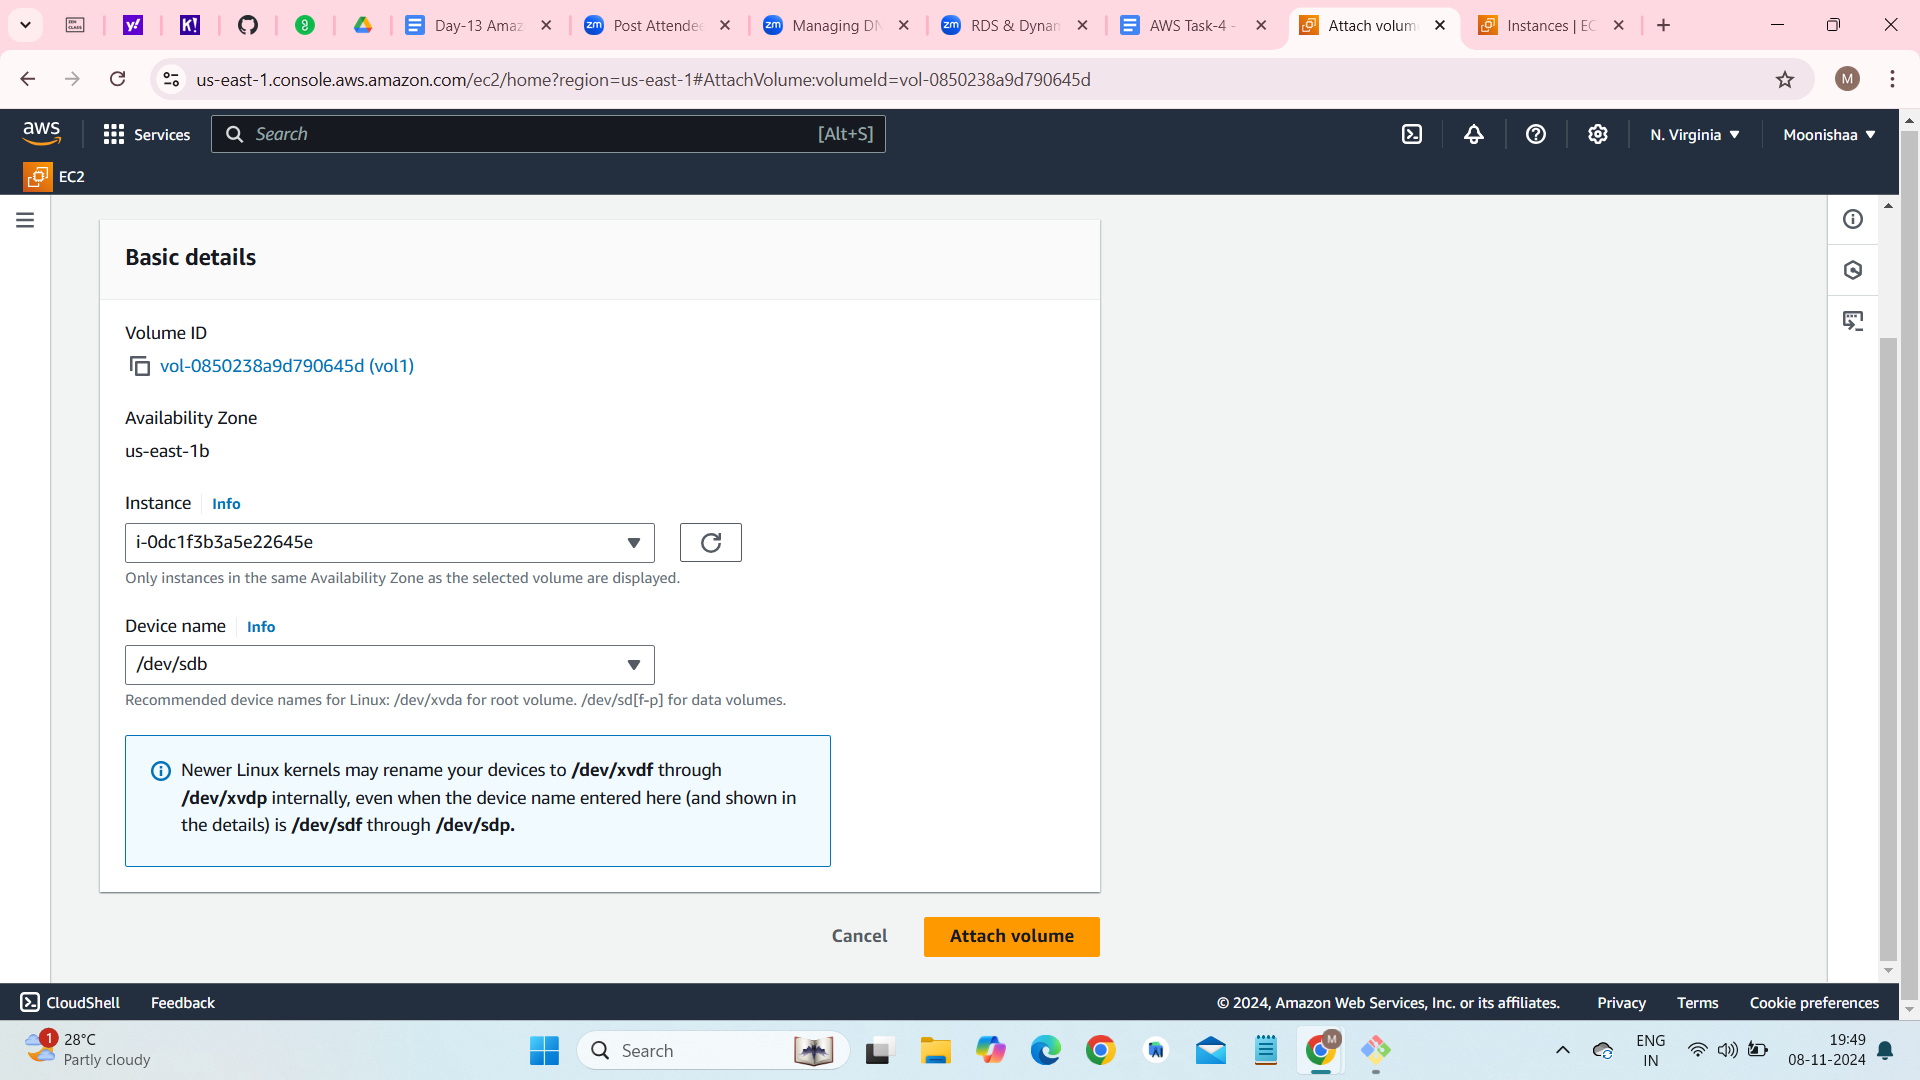 Day-13 Amaz
Post Attendee
Managing DN
RDS & Dynam
AWS Task-4 -
Attach volum
Instances | EC
us-east-1.console.aws.amazon.com/ec2/home?region=us-east-1#AttachVolume:volumeId=vol-0850238a9d790645d
M
aws
Services
Search
[Alt+S]
N. Virginia
Moonishaa
EC2
Basic details
Volume ID
vol-0850238a9d790645d (vol1)
Availability Zone
us-east-1b
Instance
Info
i-0dc1f3b3a5e22645e
Only instances in the same Availability Zone as the selected volume are displayed.
Device name
Info
/dev/sdb
Recommended device names for Linux: /dev/xvda for root volume. /dev/sd[f-p] for data volumes.
Newer Linux kernels may rename your devices to /dev/xvdf through
/dev/xvdp internally, even when the device name entered here (and shown in
the details) is /dev/sdf through /dev/sdp.
Cancel
Attach volume
CloudShell
Feedback
© 2024, Amazon Web Services, Inc. or its affiliates.
Privacy
Terms
Cookie preferences
1
28°C
Partly cloudy
Search
M
ENG
IN
19:49
08-11-2024